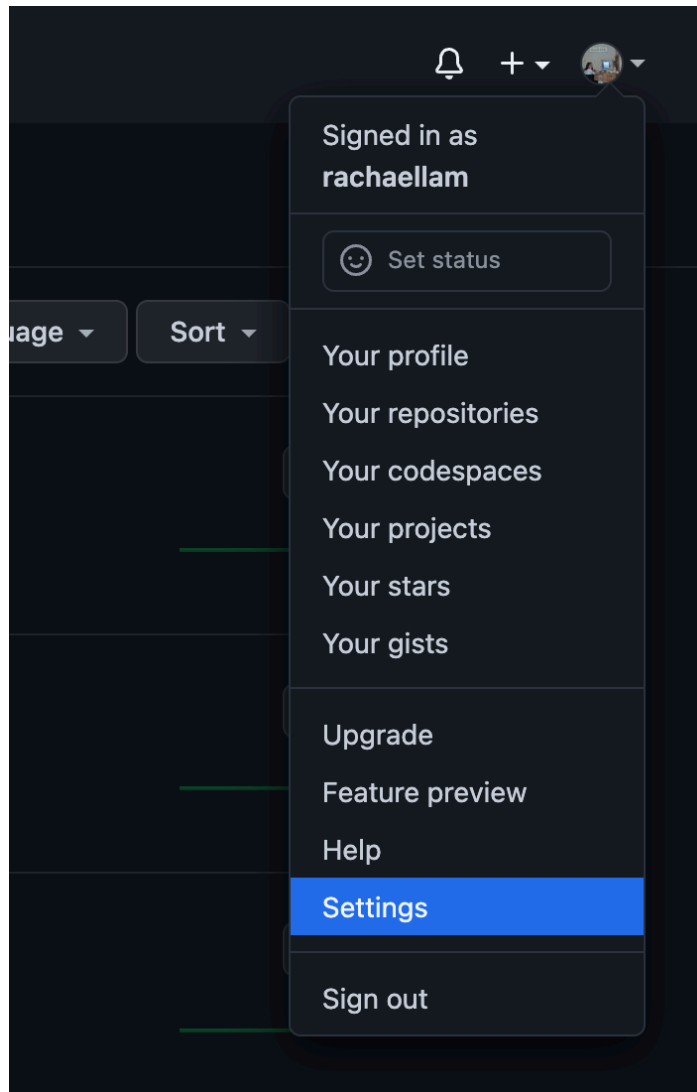 Signed in as
rachaellam
Set status
Sort
Your profile
Your repositories
Your codespaces
Your projects
Your stars
Your gists
Upgrade
Feature preview
Help
Settings
Sign out